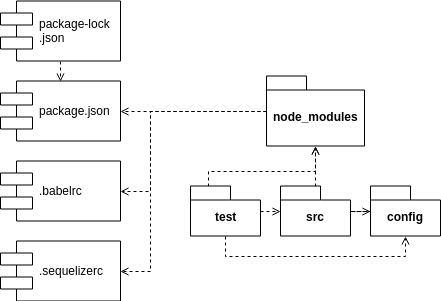 package-lock
.json
package.json
node_modules
.babelrc
test
src
config
.sequelizerc